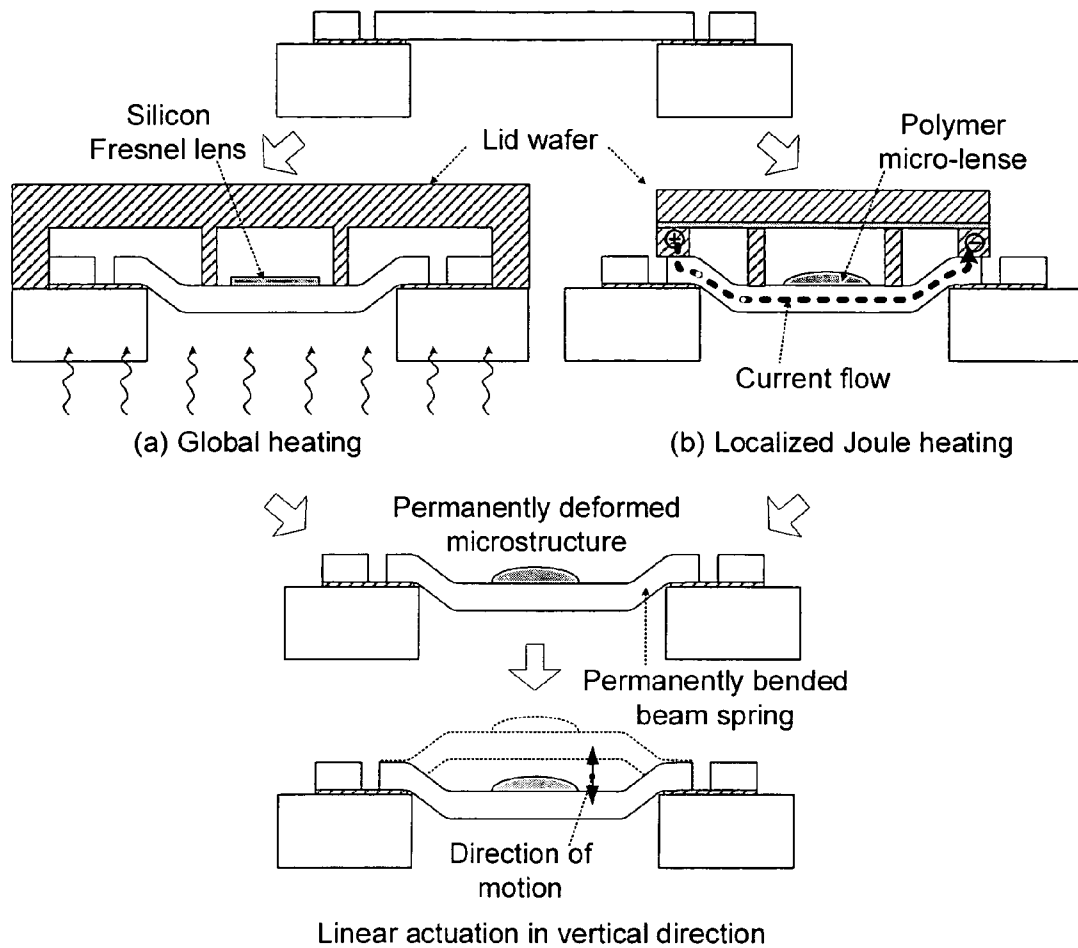 Silicon
Fresnel lens
Lid wafer
Polymer
micro-lense
+
−
Current flow
(a) Global heating
(b) Localized Joule heating
Permanently deformed
microstructure
Permanently bended
beam spring
Direction of
motion
Linear actuation in vertical direction